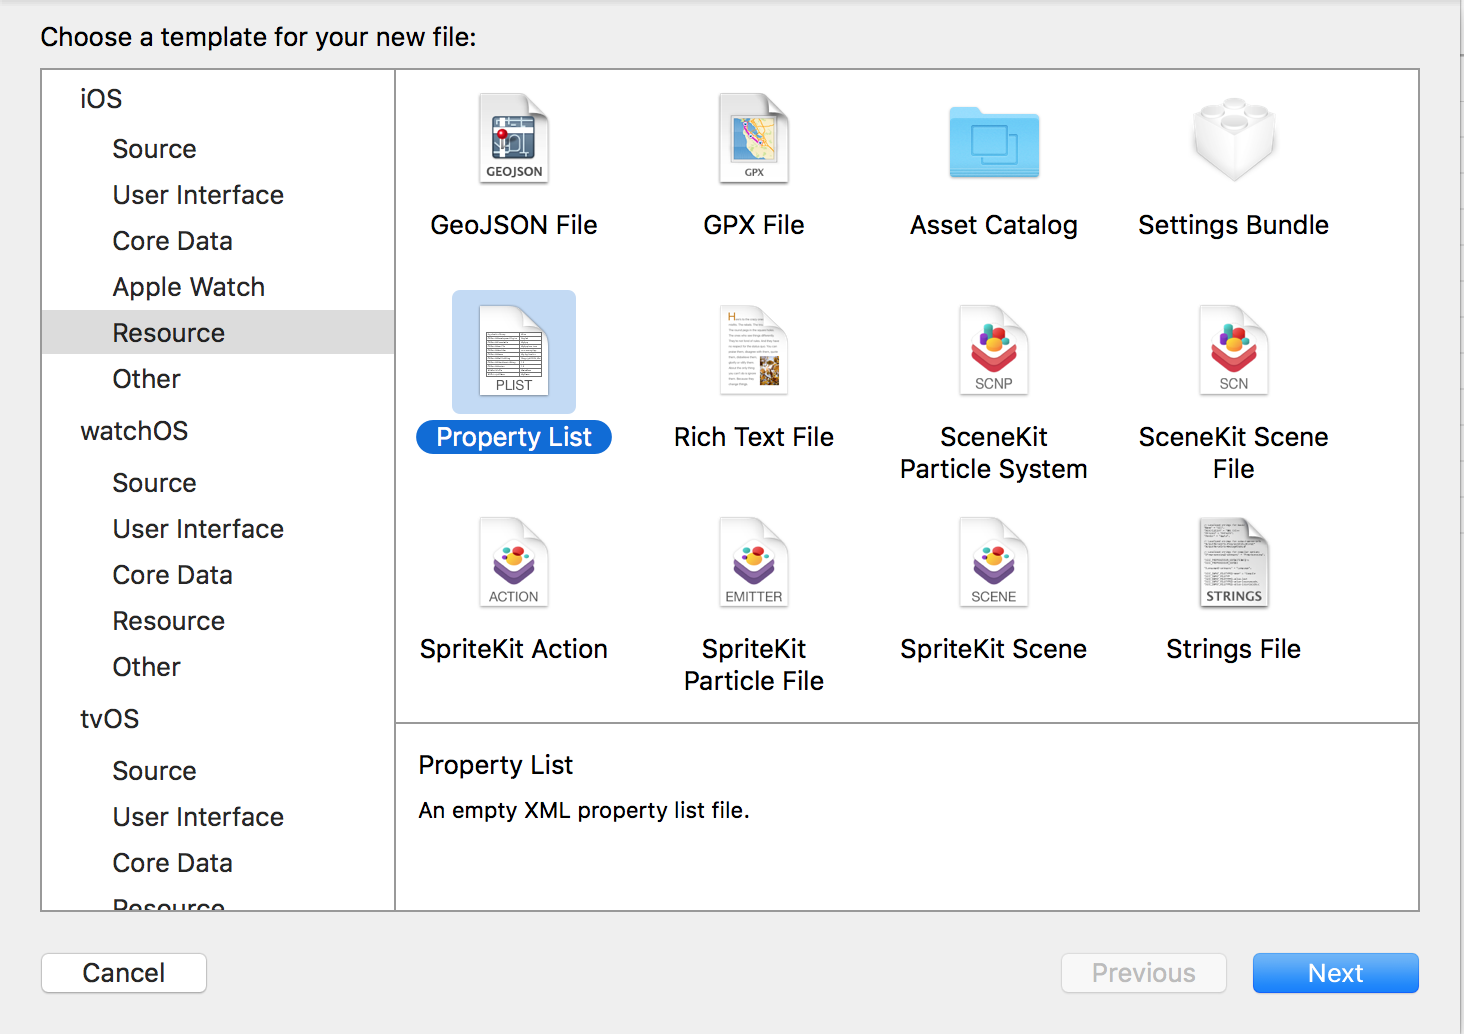 Choose a template for your new file:
iOS
Source
User Interface
Core Data
Apple Watch
Resource
Other
watchOS
Source
User Interface
Core Data
Resource
Other
tvOS
Source
User Interface
Core Data
Resource
GEOJSON
GPX
GeoJSON File
GPX File
Asset Catalog
Settings Bundle
PLIST
SCNP
SCN
Property List
Rich Text File
SceneKit
Particle System
SceneKit Scene
File
ACTION
EMITTER
SCENE
STRINGS
SpriteKit Action
SpriteKit
Particle File
SpriteKit Scene
Strings File
Property List
An empty XML property list file.
Cancel
Previous
Next